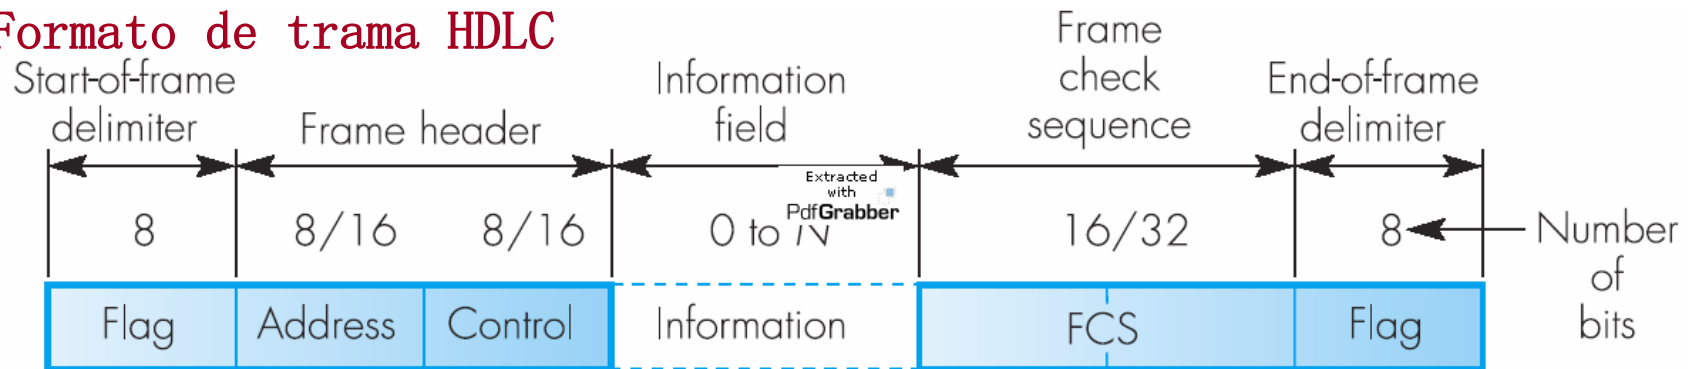 Formato de trama HDLC
Start-of-frame
delimiter
Frame header
Information
field
Frame
check
sequence
End-of-frame
delimiter
Extracted
with
PdfGrabber
8
8/16
8/16
0 to N
16/32
8
Number
of
bits
Flag
Address
Control
Information
FCS
Flag